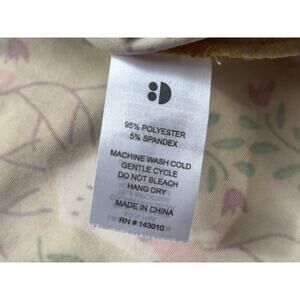 95% POLYESTER
5% SPANDEX
MACHINE WASH COLD
GENTLE CYCLE
DO NOT BLEACH
HANG DRY
MADE IN CHINA
RN # 143010